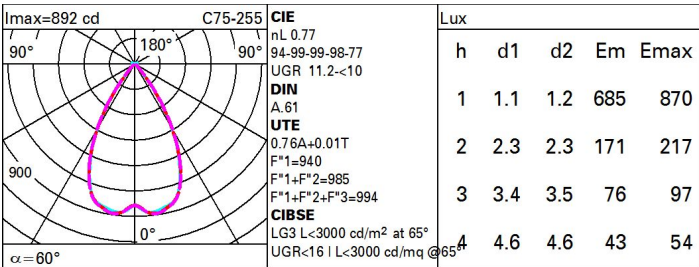 Imax=892 cd C75-255
90° 180° 90°
900
0°
α=60°
CIE
nL 0.77
94-99-99-98-77
UGR 11.2-<10
DIN
A.61
UTE
0.76A+0.01T
F"1=940
F"1+F"2=985
F"1+F"2+F"3=994
CIBSE
LG3 L<3000 cd/m² at 65°
UGR<16 | L<3000 cd/mq @65°
Lux
h d1 d2 Em Emax
1 1.1 1.2 685 870
2 2.3 2.3 171 217
3 3.4 3.5 76 97
4 4.6 4.6 43 54